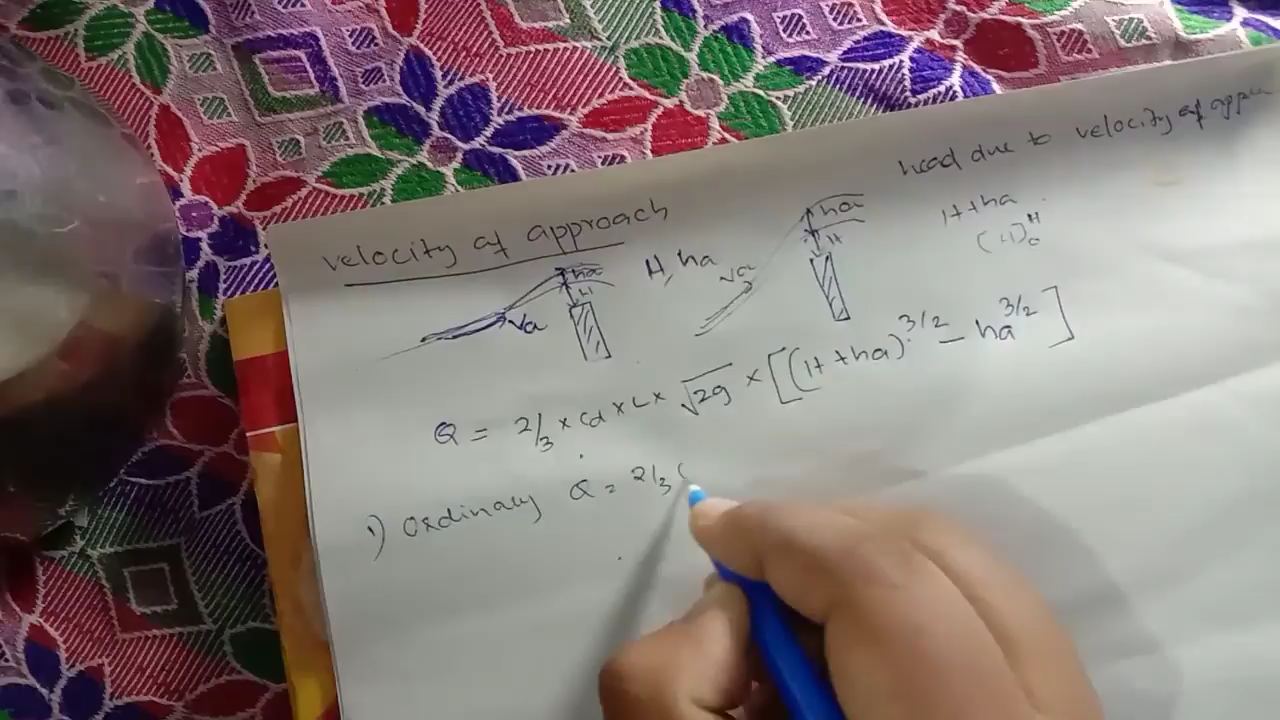 head due to velocity of
velocity of approach
ha
H
Va
H, ha
Va
ha
H
H+ha
(H)₀ᴴ
Q = 2/3 × Cd × L × √2g × [(H + ha)^3/2 - ha^3/2]
1) Ordinary Q = 2/3 C